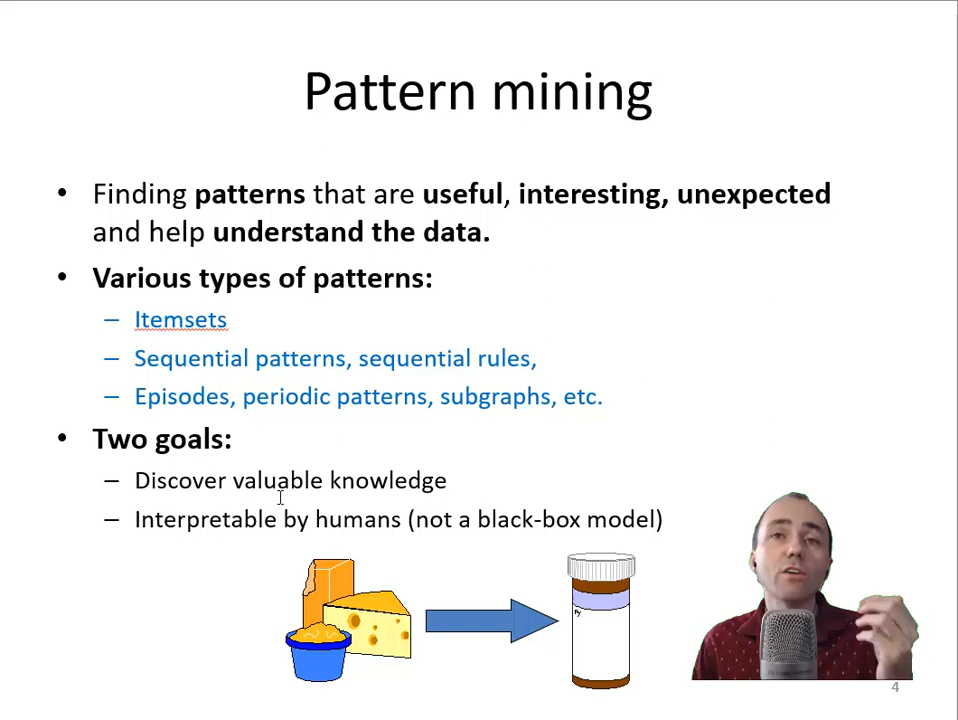 Pattern mining
• Finding patterns that are useful, interesting, unexpected
and help understand the data.
• Various types of patterns:
– Itemsets
– Sequential patterns, sequential rules,
– Episodes, periodic patterns, subgraphs, etc.
• Two goals:
– Discover valuable knowledge
– Interpretable by humans (not a black-box model)
4